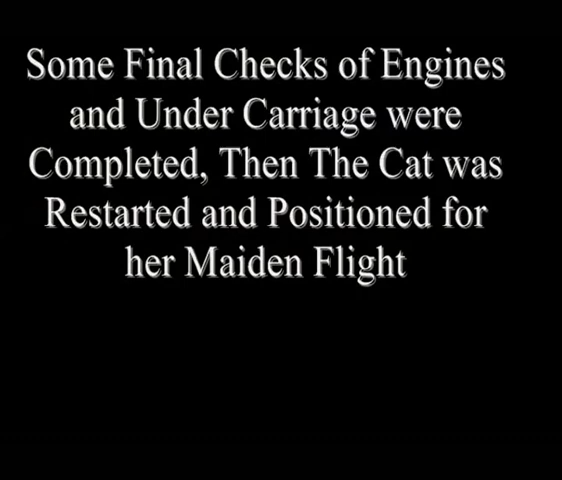 Some Final Checks of Engines
and Under Carriage were
Completed, Then The Cat was
Restarted and Positioned for
her Maiden Flight